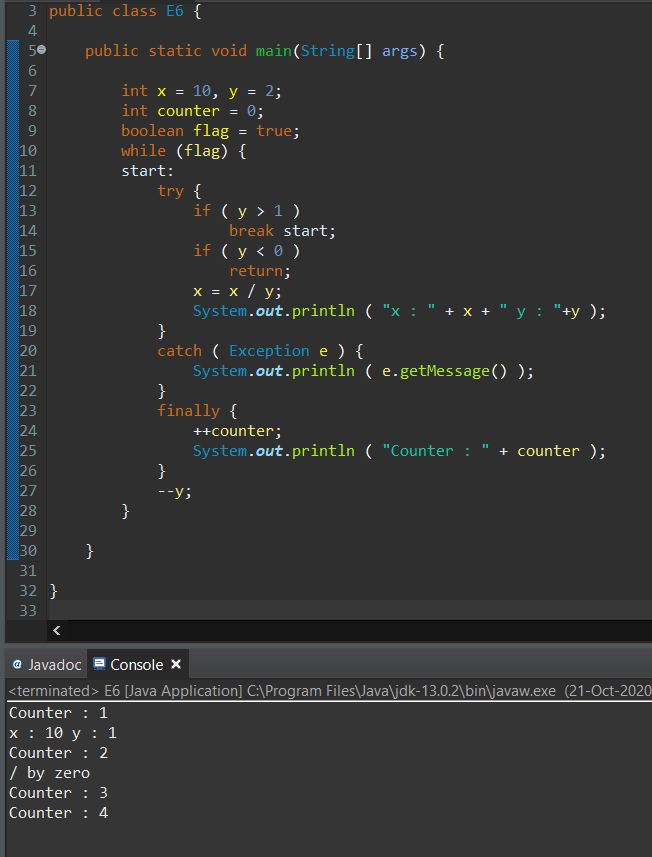 3 public class E6 {
4
5 public static void main(String[] args) {
6
7 int x = 10, y = 2;
8 int counter = 0;
9 boolean flag = true;
10 while (flag) {
11 start:
12 try {
13 if ( y > 1 )
14 break start;
15 if ( y < 0 )
16 return;
17 x = x / y;
18 System.out.println ( "x : " + x + " y : "+y );
19 }
20 catch ( Exception e ) {
21 System.out.println ( e.getMessage() );
22 }
23 finally {
24 ++counter;
25 System.out.println ( "Counter : " + counter );
26 }
27 --y;
28 }
29
30 }
31
32 }
33
@ Javadoc Console
<terminated> E6 [Java Application] C:\Program Files\Java\jdk-13.0.2\bin\javaw.exe (21-Oct-2020
Counter : 1
x : 10 y : 1
Counter : 2
/ by zero
Counter : 3
Counter : 4